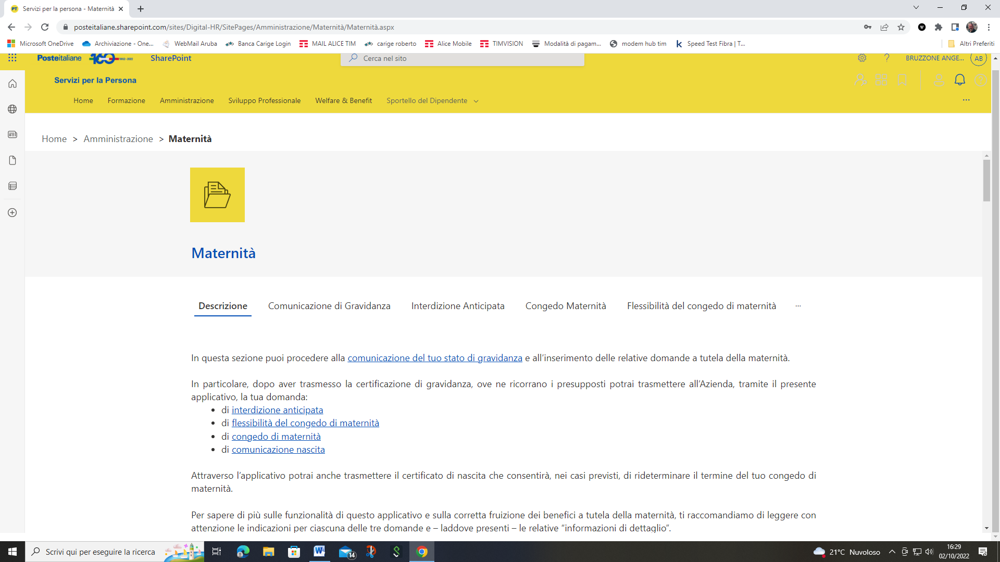 Servizi per la persona - Maternità
posteitaliane.sharepoint.com/sites/Digital-HR/SitePages/Amministrazione/Maternità/Maternità.aspx
Microsoft OneDrive Archiviazione - One... WebMail Aruba Banca Carige Login MAIL ALICE TIM carige roberto Alice Mobile TIMVISION Modalità di pagam... modem hub tim Speed Test Fibra | T... Altri Preferiti
Posteitaliane 160 1862-2022 SharePoint Cerca nel sito ? BRUZZONE ANGE... AB
Servizi per la Persona
Home Formazione Amministrazione Sviluppo Professionale Welfare & Benefit Sportello del Dipendente ...
Home > Amministrazione > Maternità
Maternità
Descrizione Comunicazione di Gravidanza Interdizione Anticipata Congedo Maternità Flessibilità del congedo di maternità ...
In questa sezione puoi procedere alla comunicazione del tuo stato di gravidanza e all’inserimento delle relative domande a tutela della maternità.
In particolare, dopo aver trasmesso la certificazione di gravidanza, ove ne ricorrano i presupposti potrai trasmettere all’Azienda, tramite il presente
applicativo, la tua domanda:
• di interdizione anticipata
• di flessibilità del congedo di maternità
• di congedo di maternità
• di comunicazione nascita
Attraverso l’applicativo potrai anche trasmettere il certificato di nascita che consentirà, nei casi previsti, di rideterminare il termine del tuo congedo di
maternità.
Per sapere di più sulle funzionalità di questo applicativo e sulla corretta fruizione dei benefici a tutela della maternità, ti raccomandiamo di leggere con
attenzione le indicazioni per ciascuna delle tre domande e – laddove presenti – le relative “informazioni di dettaglio”.
Scrivi qui per eseguire la ricerca 14 21°C Nuvoloso 16:29
02/10/2022